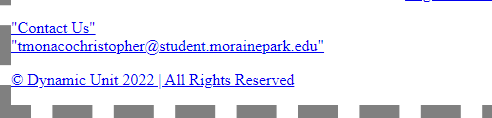 "Contact Us"
"tmonacochristopher@student.morainepark.edu"
© Dynamic Unit 2022 | All Rights Reserved